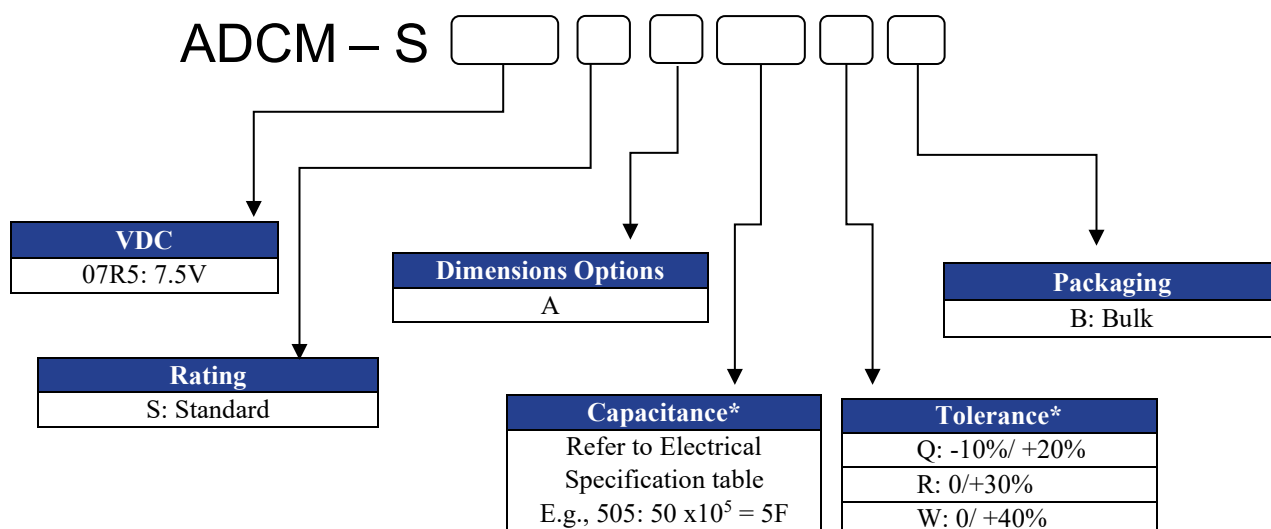 ADCM – S
VDC
07R5: 7.5V
Rating
S: Standard
Dimensions Options
A
Capacitance*
Refer to Electrical
Specification table
E.g., 505: 50 x10⁵ = 5F
Tolerance*
Q: -10%/ +20%
R: 0/+30%
W: 0/ +40%
Packaging
B: Bulk